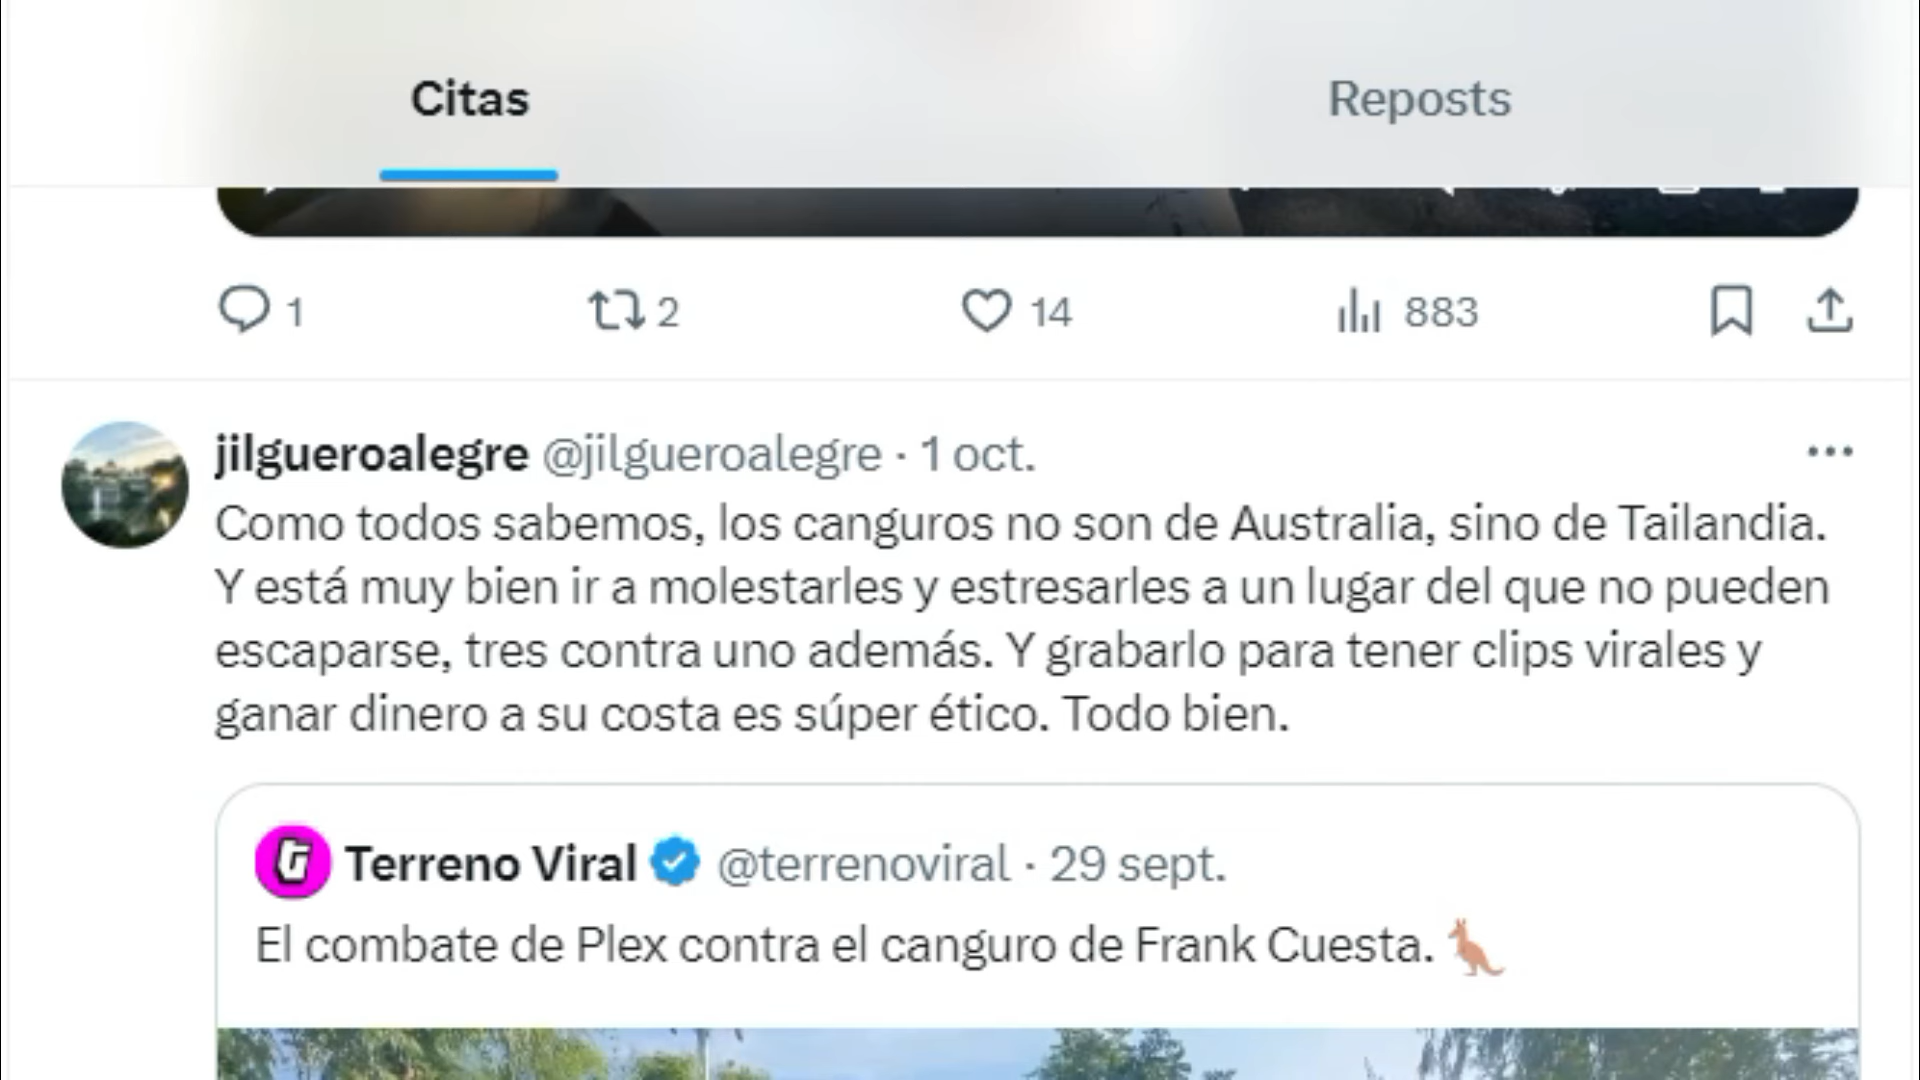 Citas Reposts
1 2 14 883
jilgueroalegre @jilgueroalegre · 1 oct.
Como todos sabemos, los canguros no son de Australia, sino de Tailandia.
Y está muy bien ir a molestarles y estresarles a un lugar del que no pueden
escaparse, tres contra uno además. Y grabarlo para tener clips virales y
ganar dinero a su costa es súper ético. Todo bien.
Terreno Viral @terrenoviral · 29 sept.
El combate de Plex contra el canguro de Frank Cuesta. 🦘